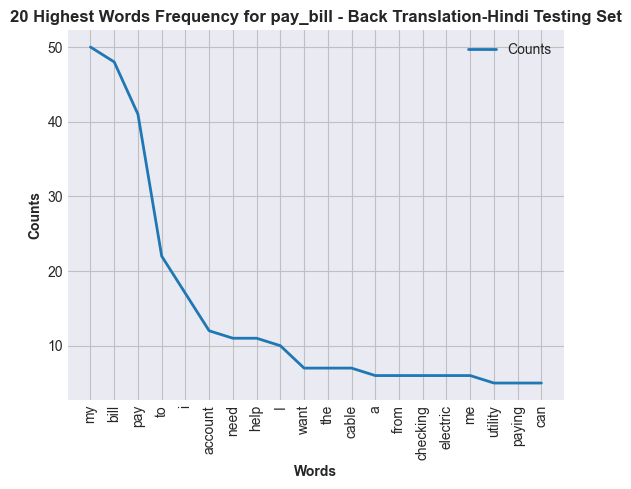 20 Highest Words Frequency for pay_bill - Back Translation-Hindi Testing Set
Counts
50
40
30
20
10
Counts
my
bill
pay
to
i
account
need
help
I
want
the
cable
a
from
checking
electric
me
utility
paying
can
Words